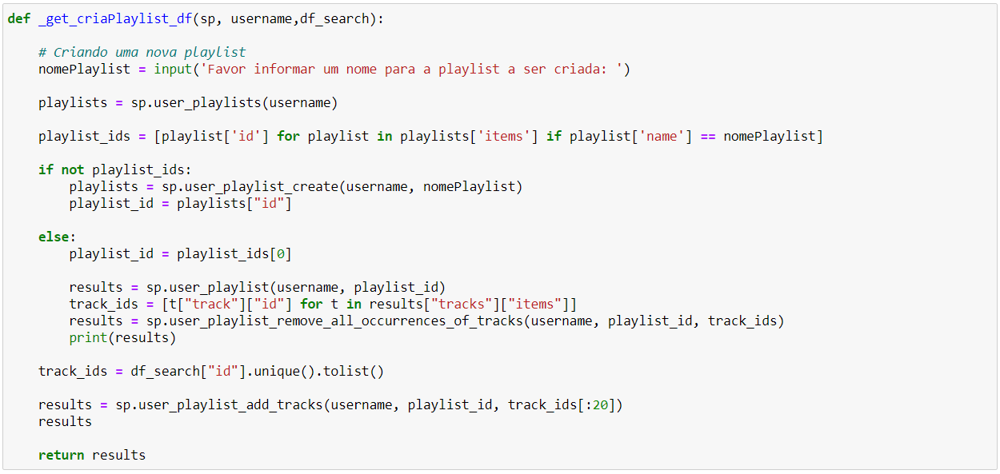 def _get_criaPlaylist_df(sp, username,df_search):
# Criando uma nova playlist
nomePlaylist = input('Favor informar um nome para a playlist a ser criada: ')
playlists = sp.user_playlists(username)
playlist_ids = [playlist['id'] for playlist in playlists['items'] if playlist['name'] == nomePlaylist]
if not playlist_ids:
playlists = sp.user_playlist_create(username, nomePlaylist)
playlist_id = playlists["id"]
else:
playlist_id = playlist_ids[0]
results = sp.user_playlist(username, playlist_id)
track_ids = [t["track"]["id"] for t in results["tracks"]["items"]]
results = sp.user_playlist_remove_all_occurrences_of_tracks(username, playlist_id, track_ids)
print(results)
track_ids = df_search["id"].unique().tolist()
results = sp.user_playlist_add_tracks(username, playlist_id, track_ids[:20])
results
return results